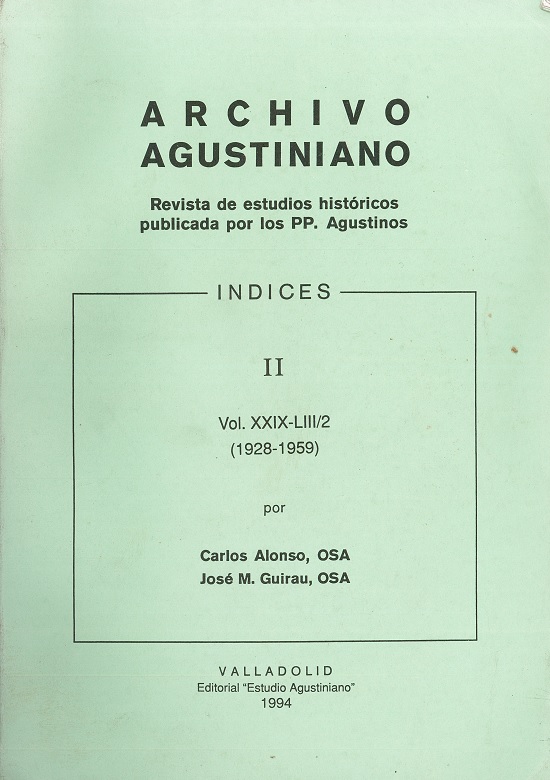 ARCHIVO
AGUSTINIANO
Revista de estudios históricos
publicada por los PP. Agustinos
INDICES
II
Vol. XXIX-LIII/2
(1928-1959)
por
Carlos Alonso, OSA
José M. Guirau, OSA
VALLADOLID
Editorial "Estudio Agustiniano"
1994